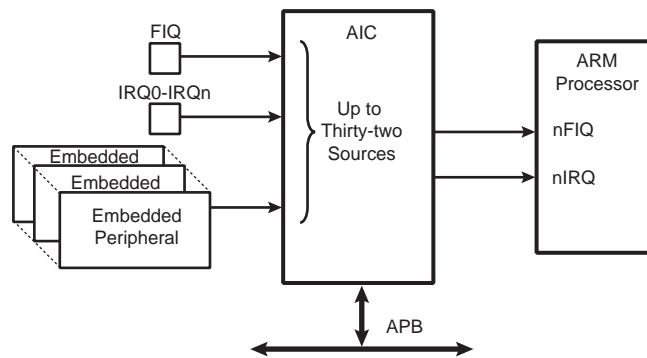 FIQ
IRQ0-IRQn
Embedded
Embedded
Embedded
Peripheral
AIC
Up to
Thirty-two
Sources
ARM
Processor
nFIQ
nIRQ
APB